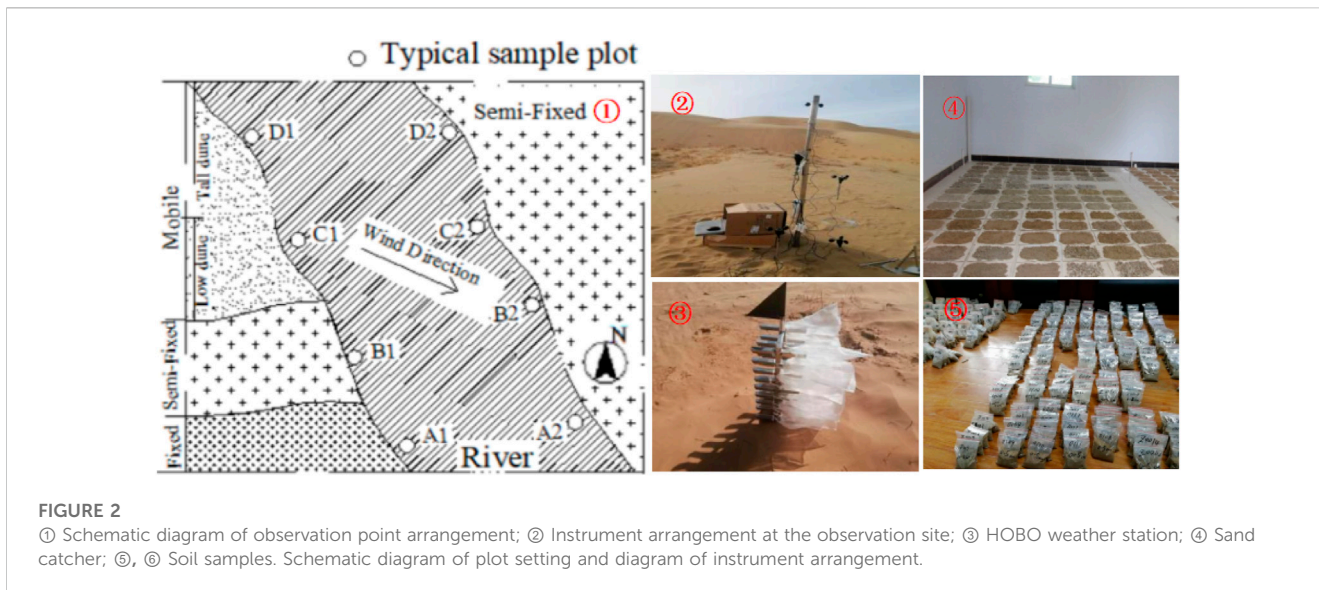 ○ Typical sample plot
Semi-Fixed ①
D1
D2
Tall dune
Mobile
C1
C2
Wind Direction
Low dune
B2
N
B1
Semi-Fixed
A1
A2
Fixed
River
②
④
③
⑤
FIGURE 2
① Schematic diagram of observation point arrangement; ② Instrument arrangement at the observation site; ③ HOBO weather station; ④ Sand
catcher; ⑤, ⑥ Soil samples. Schematic diagram of plot setting and diagram of instrument arrangement.